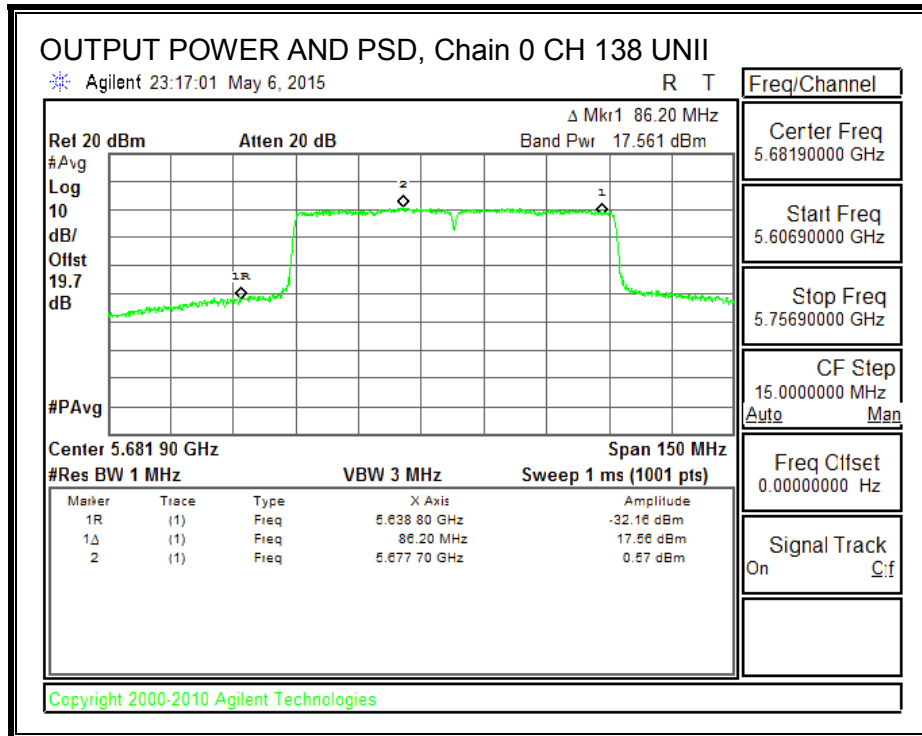 OUTPUT POWER AND PSD, Chain 0 CH 138 UNII
Agilent 23:17:01 May 6, 2015 R T
Δ Mkr1 86.20 MHz
Ref 20 dBm Atten 20 dB Band Pwr 17.561 dBm
#Avg
Log
10
dB/
Offst
19.7
dB
2
1
1R
#PAvg
Center 5.681 90 GHz Span 150 MHz
#Res BW 1 MHz VBW 3 MHz Sweep 1 ms (1001 pts)
Marker Trace Type X Axis Amplitude
1R (1) Freq 5.638 80 GHz -32.16 dBm
1Δ (1) Freq 86.20 MHz 17.56 dBm
2 (1) Freq 5.677 70 GHz 0.57 dBm
Freq/Channel
Center Freq
5.68190000 GHz
Start Freq
5.60690000 GHz
Stop Freq
5.75690000 GHz
CF Step
15.0000000 MHz
Auto Man
Freq Offset
0.00000000 Hz
Signal Track
On Off
Copyright 2000-2010 Agilent Technologies